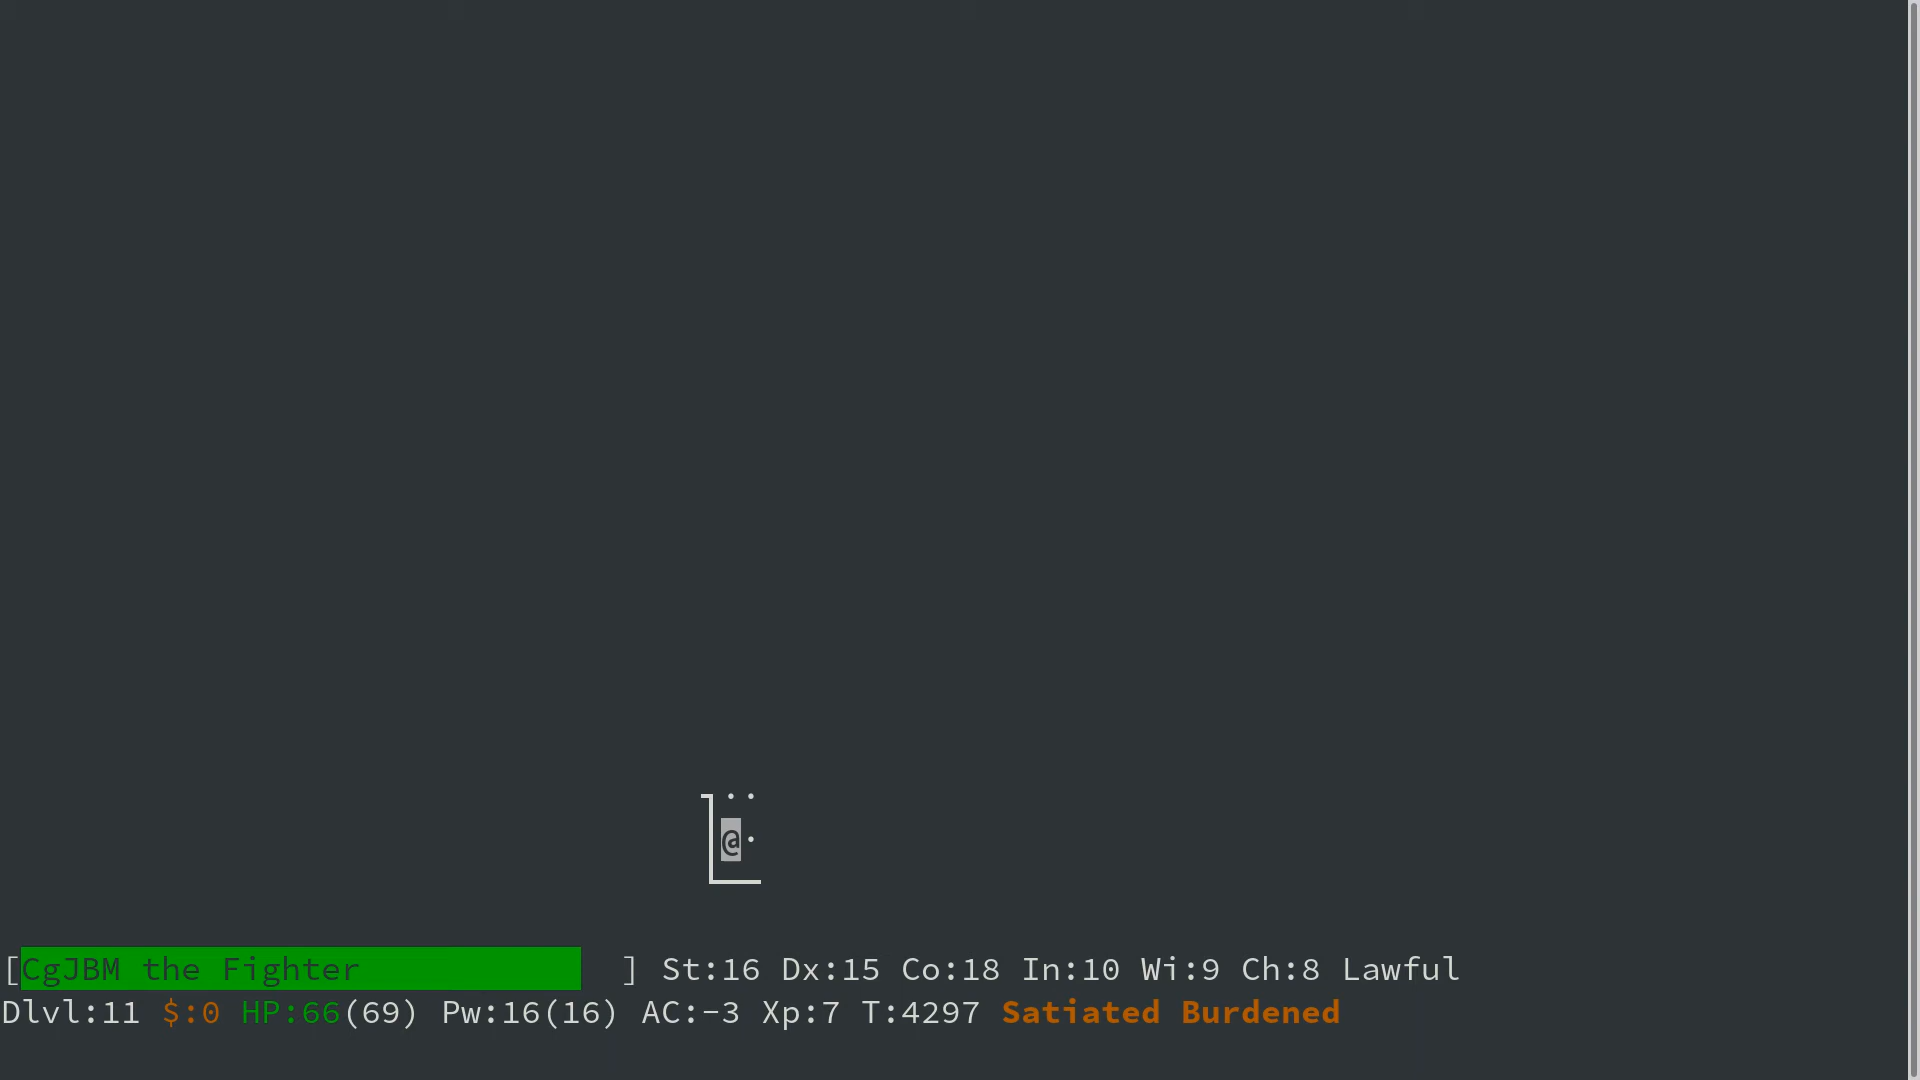 ··
@·
[CgJBM the Fighter ] St:16 Dx:15 Co:18 In:10 Wi:9 Ch:8 Lawful
Dlvl:11 $:0 HP:66(69) Pw:16(16) AC:-3 Xp:7 T:4297 Satiated Burdened